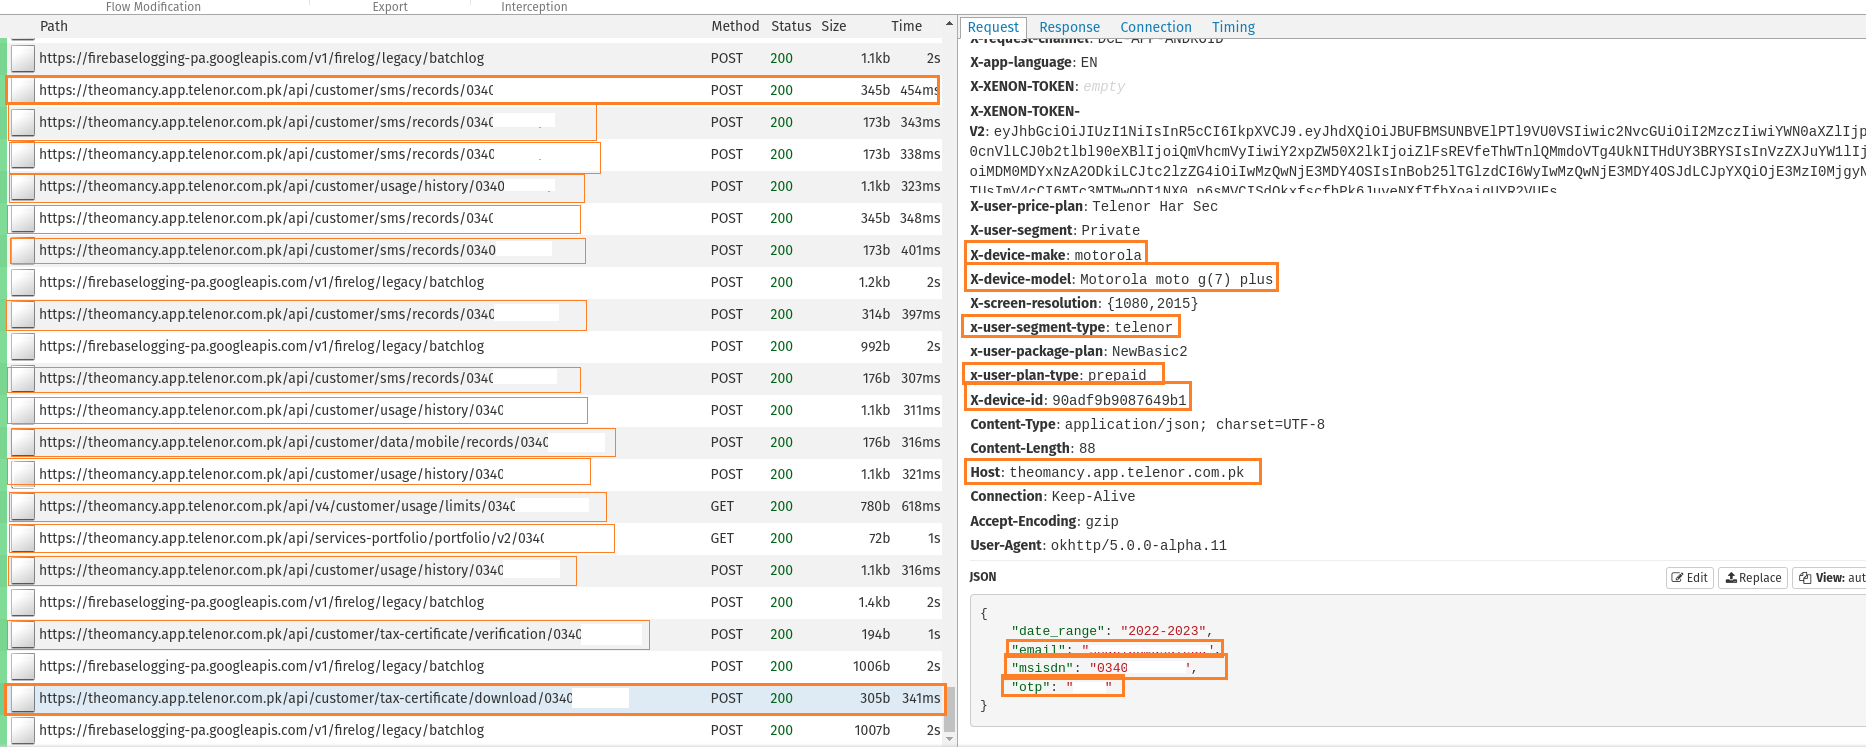 Flow Modification Export Interception
Path Method Status Size Time
https://firebaselogging-pa.googleapis.com/v1/firelog/legacy/batchlog POST 200 1.1kb 2s
https://theomancy.app.telenor.com.pk/api/customer/sms/records/0340 POST 200 345b 454ms
https://theomancy.app.telenor.com.pk/api/customer/sms/records/0340 POST 200 173b 343ms
https://theomancy.app.telenor.com.pk/api/customer/sms/records/0340 POST 200 173b 338ms
https://theomancy.app.telenor.com.pk/api/customer/usage/history/0340 POST 200 1.1kb 323ms
https://theomancy.app.telenor.com.pk/api/customer/sms/records/0340 POST 200 345b 348ms
https://theomancy.app.telenor.com.pk/api/customer/sms/records/0340 POST 200 173b 401ms
https://firebaselogging-pa.googleapis.com/v1/firelog/legacy/batchlog POST 200 1.2kb 2s
https://theomancy.app.telenor.com.pk/api/customer/sms/records/0340 POST 200 314b 397ms
https://firebaselogging-pa.googleapis.com/v1/firelog/legacy/batchlog POST 200 992b 2s
https://theomancy.app.telenor.com.pk/api/customer/sms/records/0340 POST 200 176b 307ms
https://theomancy.app.telenor.com.pk/api/customer/usage/history/0340 POST 200 1.1kb 311ms
https://theomancy.app.telenor.com.pk/api/customer/data/mobile/records/0340 POST 200 176b 316ms
https://theomancy.app.telenor.com.pk/api/customer/usage/history/0340 POST 200 1.1kb 321ms
https://theomancy.app.telenor.com.pk/api/v4/customer/usage/limits/0340 GET 200 780b 618ms
https://theomancy.app.telenor.com.pk/api/services-portfolio/portfolio/v2/0340 GET 200 72b 1s
https://theomancy.app.telenor.com.pk/api/customer/usage/history/0340 POST 200 1.1kb 316ms
https://firebaselogging-pa.googleapis.com/v1/firelog/legacy/batchlog POST 200 1.4kb 2s
https://theomancy.app.telenor.com.pk/api/customer/tax-certificate/verification/0340 POST 200 194b 1s
https://firebaselogging-pa.googleapis.com/v1/firelog/legacy/batchlog POST 200 1006b 2s
https://theomancy.app.telenor.com.pk/api/customer/tax-certificate/download/0340 POST 200 305b 341ms
https://firebaselogging-pa.googleapis.com/v1/firelog/legacy/batchlog POST 200 1007b 2s
Request Response Connection Timing
X-request-channel: DCE-APP-ANDROID
X-app-language: EN
X-XENON-TOKEN: empty
X-XENON-TOKEN-
V2:
X-user-price-plan: Telenor Har Sec
X-user-segment: Private
X-device-make: motorola
X-device-model: Motorola moto g(7) plus
X-screen-resolution: {1080,2015}
x-user-segment-type: telenor
x-user-package-plan: NewBasic2
x-user-plan-type: prepaid
X-device-id: 90adf9b9087649b1
Content-Type: application/json; charset=UTF-8
Content-Length: 88
Host: theomancy.app.telenor.com.pk
Connection: Keep-Alive
Accept-Encoding: gzip
User-Agent: okhttp/5.0.0-alpha.11
JSON Edit Replace View: aut
{
"date_range": "2022-2023",
"email": "
"msisdn": "0340 ",
"otp": " "
}